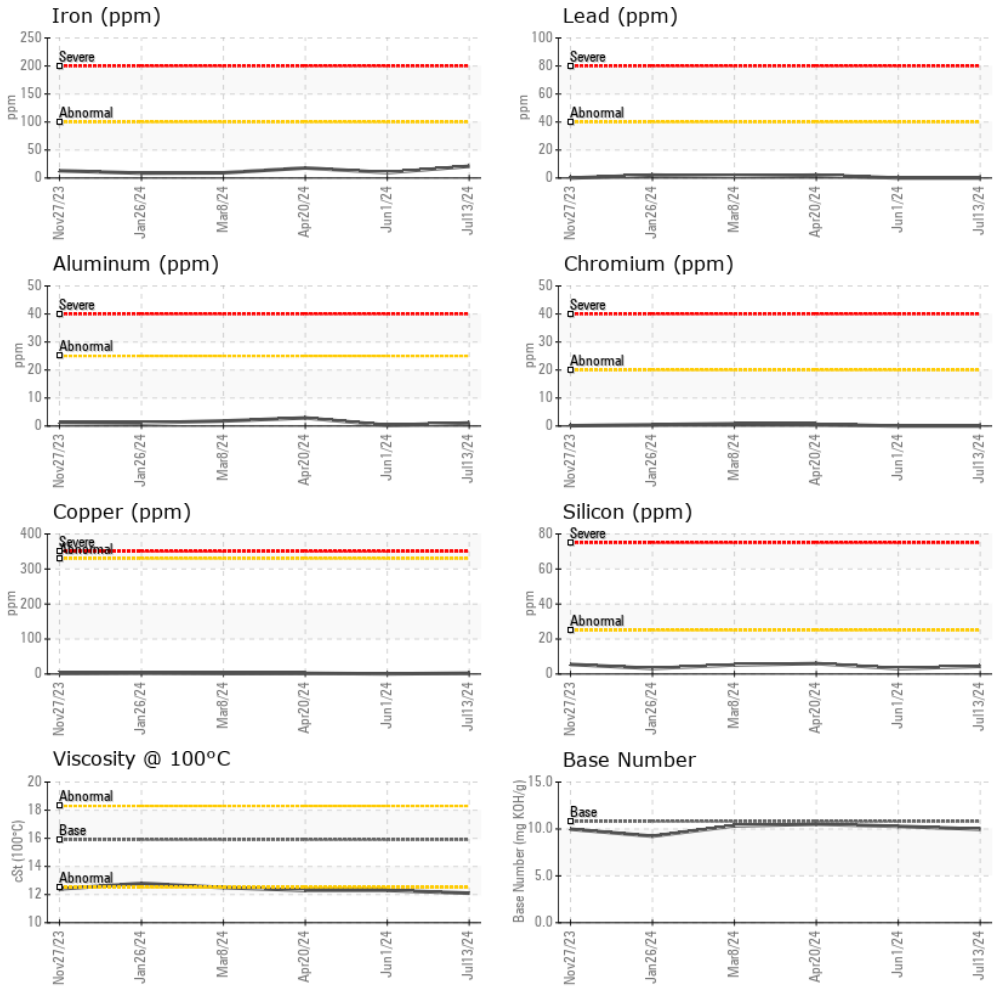 Iron (ppm)
250
200
150
100
50
0
ppm
Severe
Abnormal
Nov27/23
Jan26/24
Mar8/24
Apr20/24
Jun1/24
Jul13/24
Lead (ppm)
100
80
60
40
20
0
ppm
Severe
Abnormal
Nov27/23
Jan26/24
Mar8/24
Apr20/24
Jun1/24
Jul13/24
Aluminum (ppm)
50
40
30
20
10
0
ppm
Severe
Abnormal
Nov27/23
Jan26/24
Mar8/24
Apr20/24
Jun1/24
Jul13/24
Chromium (ppm)
50
40
30
20
10
0
ppm
Severe
Abnormal
Nov27/23
Jan26/24
Mar8/24
Apr20/24
Jun1/24
Jul13/24
Copper (ppm)
400
300
200
100
0
ppm
Severe
Abnormal
Nov27/23
Jan26/24
Mar8/24
Apr20/24
Jun1/24
Jul13/24
Silicon (ppm)
80
60
40
20
0
ppm
Severe
Abnormal
Nov27/23
Jan26/24
Mar8/24
Apr20/24
Jun1/24
Jul13/24
Viscosity @ 100°C
20
18
16
14
12
10
cSt (100°C)
Abnormal
Base
Abnormal
Nov27/23
Jan26/24
Mar8/24
Apr20/24
Jun1/24
Jul13/24
Base Number
15.0
10.0
5.0
0.0
Base Number (mg KOH/g)
Base
Nov27/23
Jan26/24
Mar8/24
Apr20/24
Jun1/24
Jul13/24